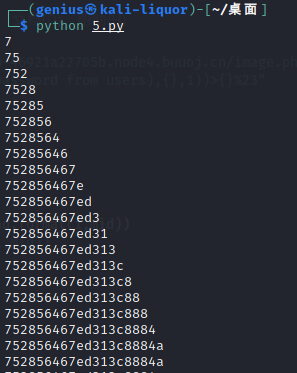 (genius㉿kali-liquor)-[~/桌面]
$ python 5.py
7
75
752
7528
75285
752856
7528564
75285646
752856467
752856467e
752856467ed
752856467ed3
752856467ed31
752856467ed313
752856467ed313c
752856467ed313c8
752856467ed313c88
752856467ed313c888
752856467ed313c8884
752856467ed313c8884a
752856467ed313c8884a